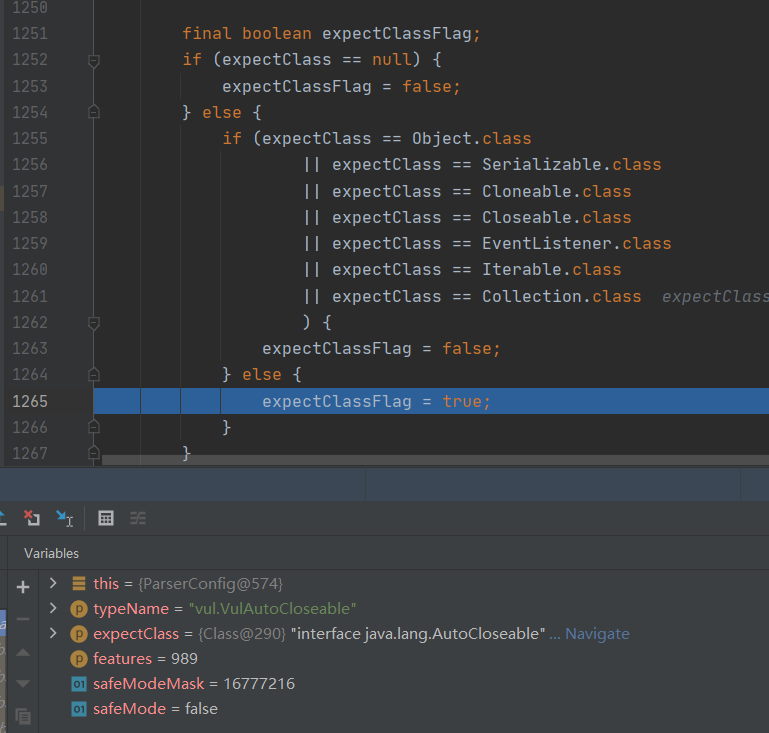 1250
1251 final boolean expectClassFlag;
1252 if (expectClass == null) {
1253 expectClassFlag = false;
1254 } else {
1255 if (expectClass == Object.class
1256 || expectClass == Serializable.class
1257 || expectClass == Cloneable.class
1258 || expectClass == Closeable.class
1259 || expectClass == EventListener.class
1260 || expectClass == Iterable.class
1261 || expectClass == Collection.class expectClass
1262 ) {
1263 expectClassFlag = false;
1264 } else {
1265 expectClassFlag = true;
1266 }
1267 }
Variables
this = {ParserConfig@574}
typeName = "vul.VulAutoCloseable"
expectClass = {Class@290} "interface java.lang.AutoCloseable" ... Navigate
features = 989
safeModeMask = 16777216
safeMode = false